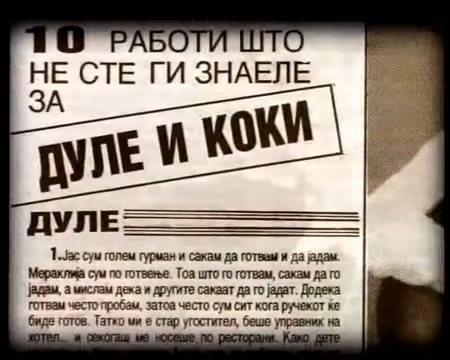 10 РАБОТИ ШТО
НЕ СТЕ ГИ ЗНАЕЛЕ
ЗА
ДУЛЕ И КОКИ
ДУЛЕ
1.Јас сум голем гурман и сакам да готвам и да јадам.
Мераклија сум по готвење. Тоа што го готвам, сакам да го
јадам, а мислам дека и другите сакаат да го јадат. Додека
готвам често пробам, затоа често сум сит кога ручекот ќе
биде готов. Татко ми е стар угостител, беше управник на
хотел.. и секогаш ме носеше по ресторани. Како дете